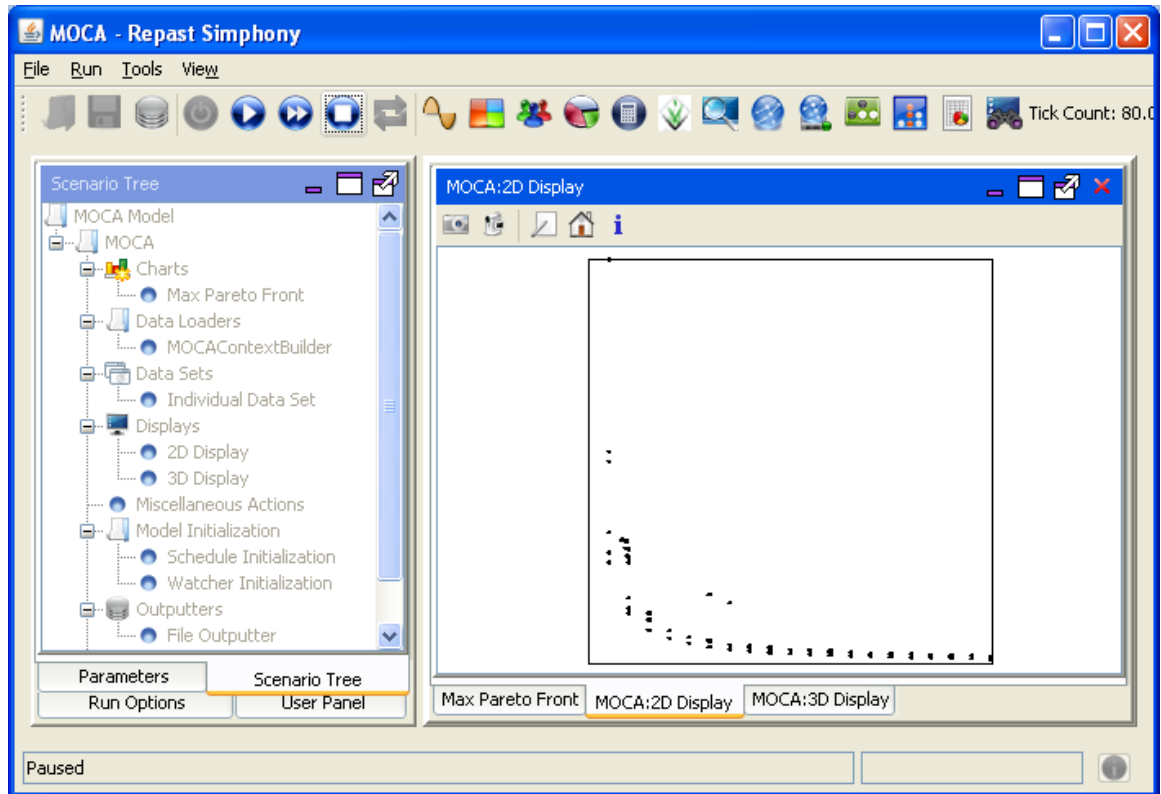 MOCA - Repast Simphony
File Run Tools View
Tick Count: 80.0
Scenario Tree
MOCA Model
MOCA
Charts
Max Pareto Front
Data Loaders
MOCAContextBuilder
Data Sets
Individual Data Set
Displays
2D Display
3D Display
Miscellaneous Actions
Model Initialization
Schedule Initialization
Watcher Initialization
Outputters
File Outputter
Parameters Scenario Tree
Run Options User Panel
MOCA:2D Display
i
Max Pareto Front MOCA:2D Display MOCA:3D Display
Paused